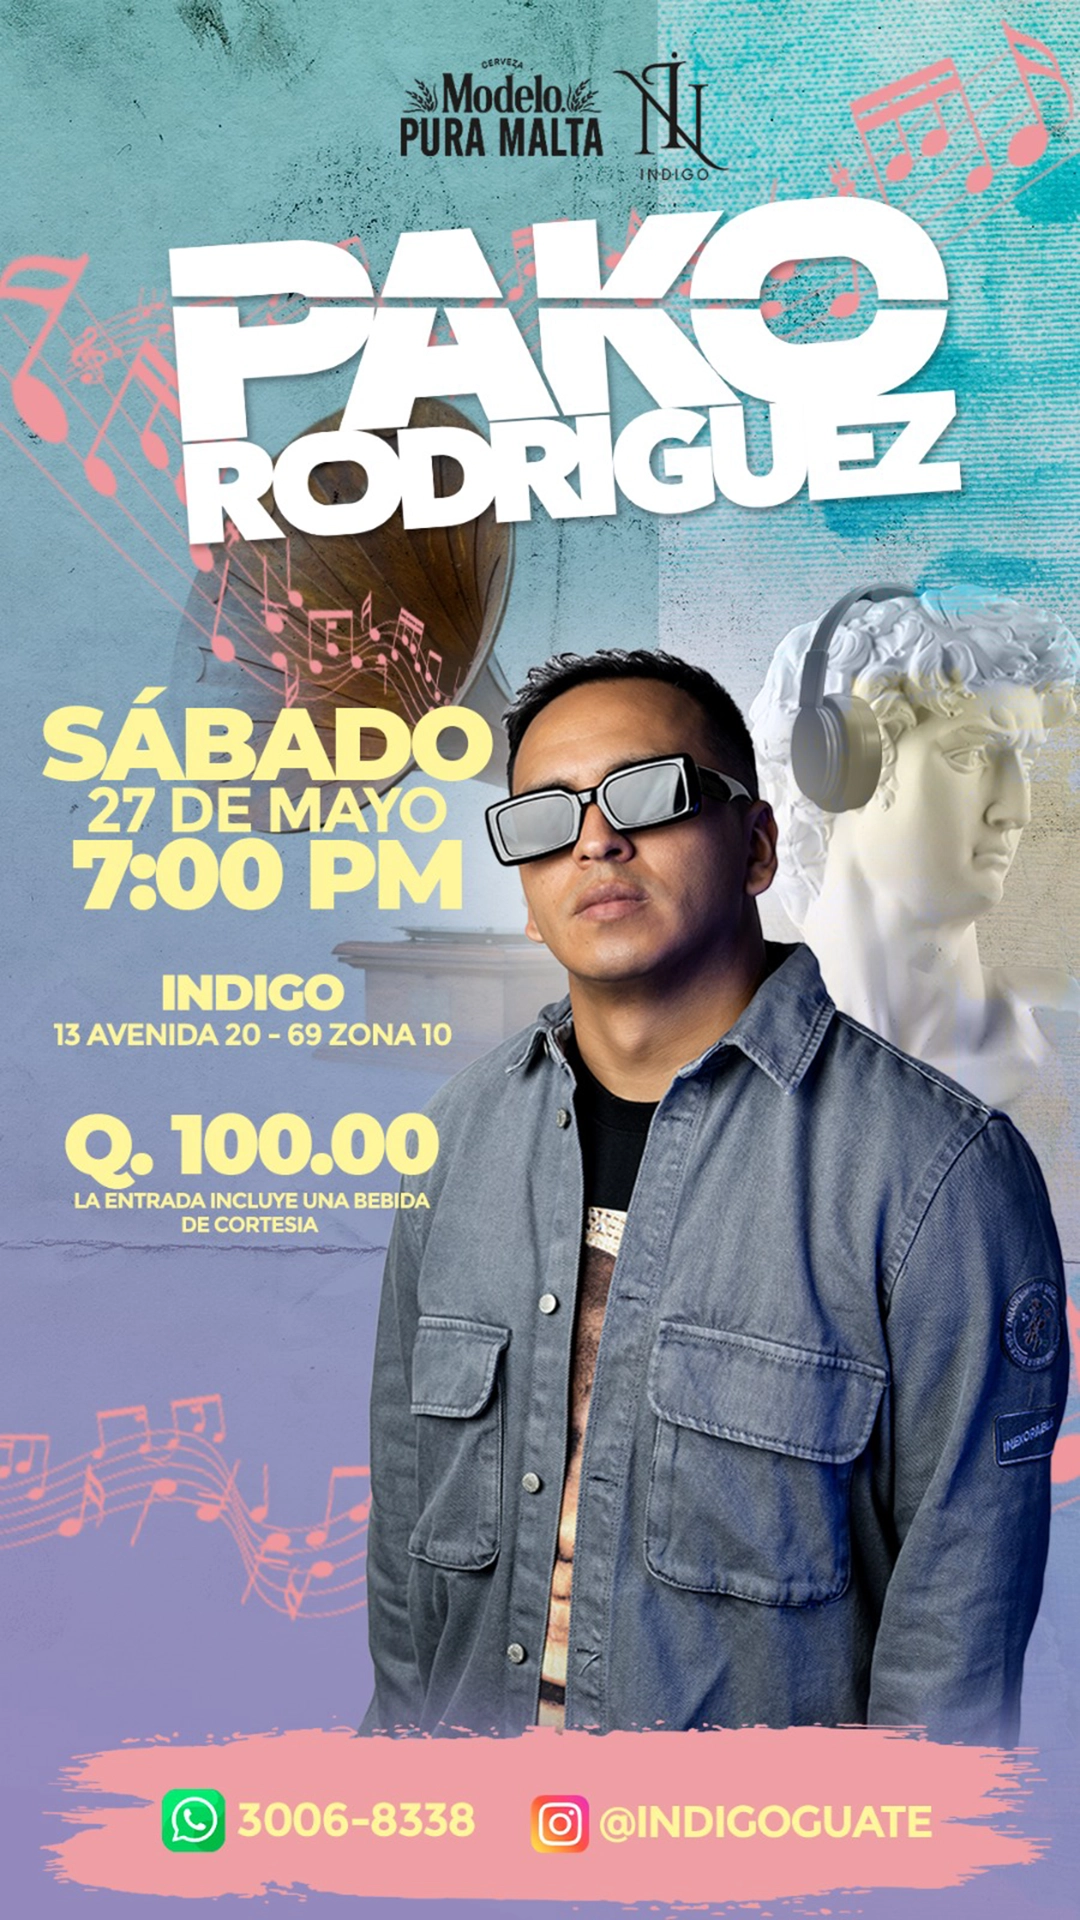 CERVEZA
Modelo.
PURA MALTA
INDIGO
PAKO
RODRIGUEZ
SÁBADO
27 DE MAYO
7:00 PM
INDIGO
13 AVENIDA 20 - 69 ZONA 10
Q. 100.00
LA ENTRADA INCLUYE UNA BEBIDA
DE CORTESIA
INEXORABLE
3006-8338
@INDIGOGUATE